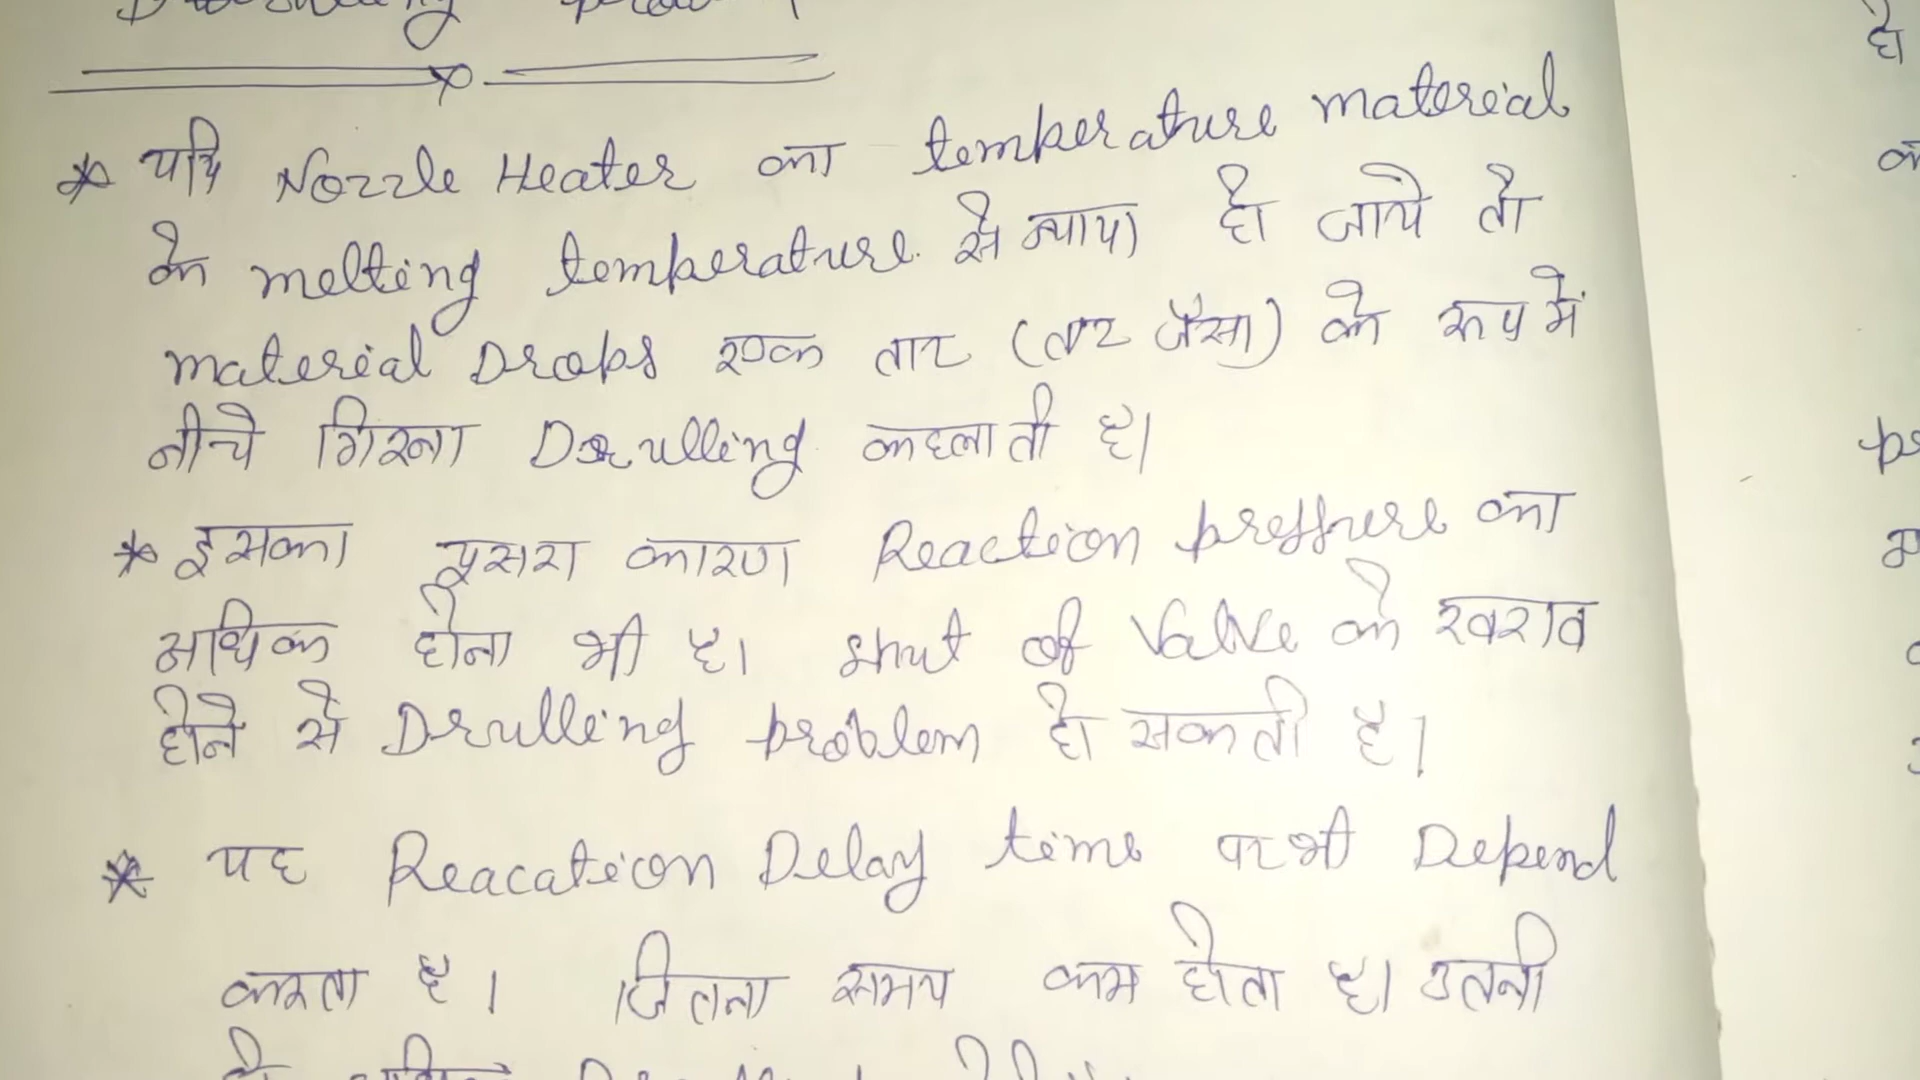 * यदि Nozzle Heater का temperature material
के melting temperature से ज्यादा हो जाये तो
material Drops एक तार (तार जैसा) के रूप में
नीचे गिरना Drulling कहलाती है।
* इसका दूसरा कारण Reaction pressure का
अधिक होना भी है। shut of Valve के खराब
होने से Drulling problem हो सकती है।
* यह Reacation Delay time पर भी Depend
करता है। जितना समय कम होता है। उतनी